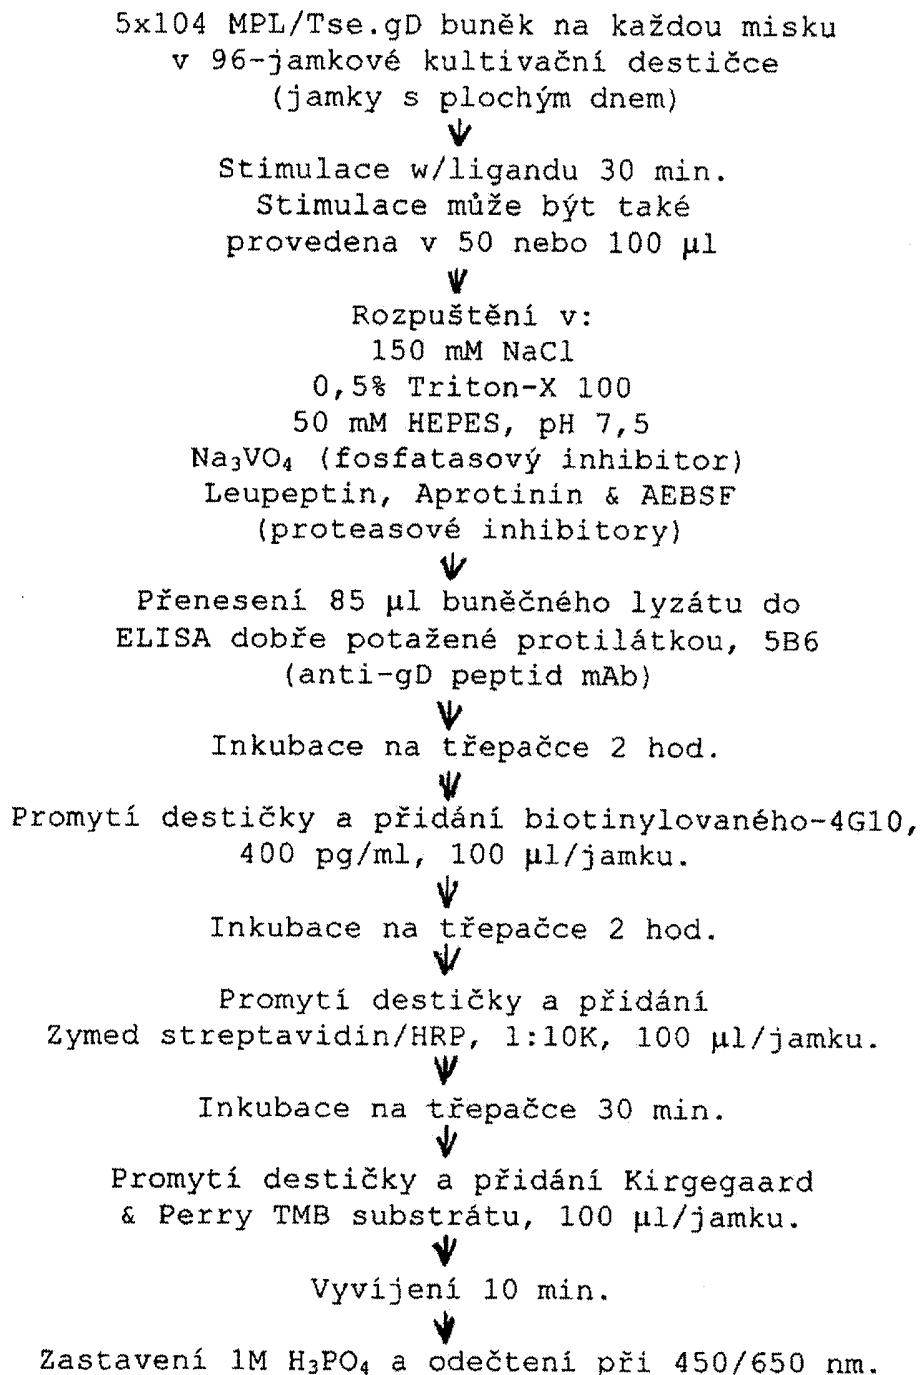 5x104 MPL/Tse.gD buněk na každou misku
v 96-jamkové kultivační destičce
(jamky s plochým dnem)
Stimulace w/ligandu 30 min.
Stimulace může být také
provedena v 50 nebo 100 µl
Rozpuštění v:
150 mM NaCl
0,5% Triton-X 100
50 mM HEPES, pH 7,5
Na₃VO₄ (fosfatasový inhibitor)
Leupeptin, Aprotinin & AEBSF
(proteasové inhibitory)
Přenesení 85 µl buněčného lyzátu do
ELISA dobře potažené protilátkou, 5B6
(anti-gD peptid mAb)
Inkubace na třepačce 2 hod.
Promytí destičky a přidání biotinylovaného-4G10,
400 pg/ml, 100 µl/jamku.
Inkubace na třepačce 2 hod.
Promytí destičky a přidání
Zymed streptavidin/HRP, 1:10K, 100 µl/jamku.
Inkubace na třepačce 30 min.
Promytí destičky a přidání Kirgegaard
& Perry TMB substrátu, 100 µl/jamku.
Vyvíjení 10 min.
Zastavení 1M H₃PO₄ a odečtení při 450/650 nm.